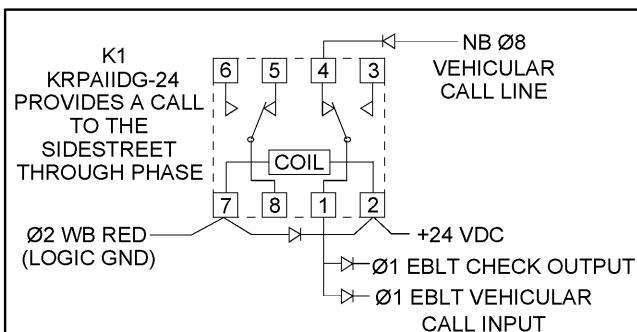 K1
KRPAIIDG-24
PROVIDES A CALL
TO THE
SIDESTREET
THROUGH PHASE
6 5 4 3
NB Ø8
VEHICULAR
CALL LINE
COIL
7 8 1 2
Ø2 WB RED
(LOGIC GND)
+24 VDC
Ø1 EBLT CHECK OUTPUT
Ø1 EBLT VEHICULAR
CALL INPUT